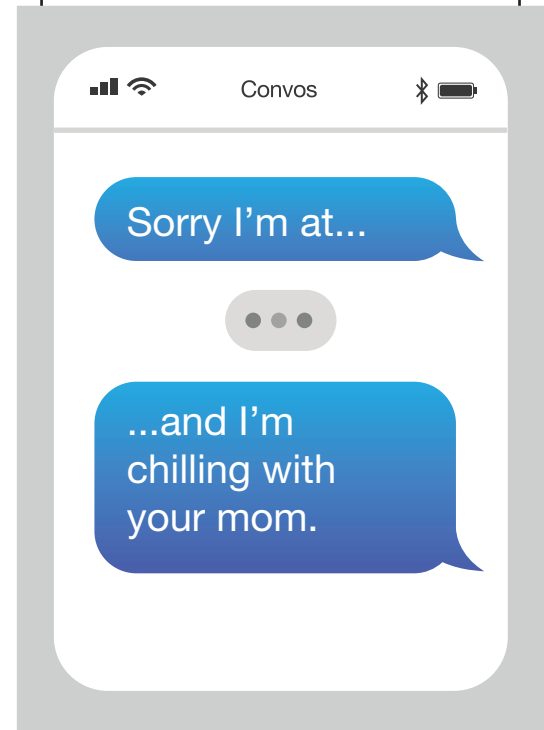 Convos
Sorry I’m at...
...and I’m
chilling with
your mom.